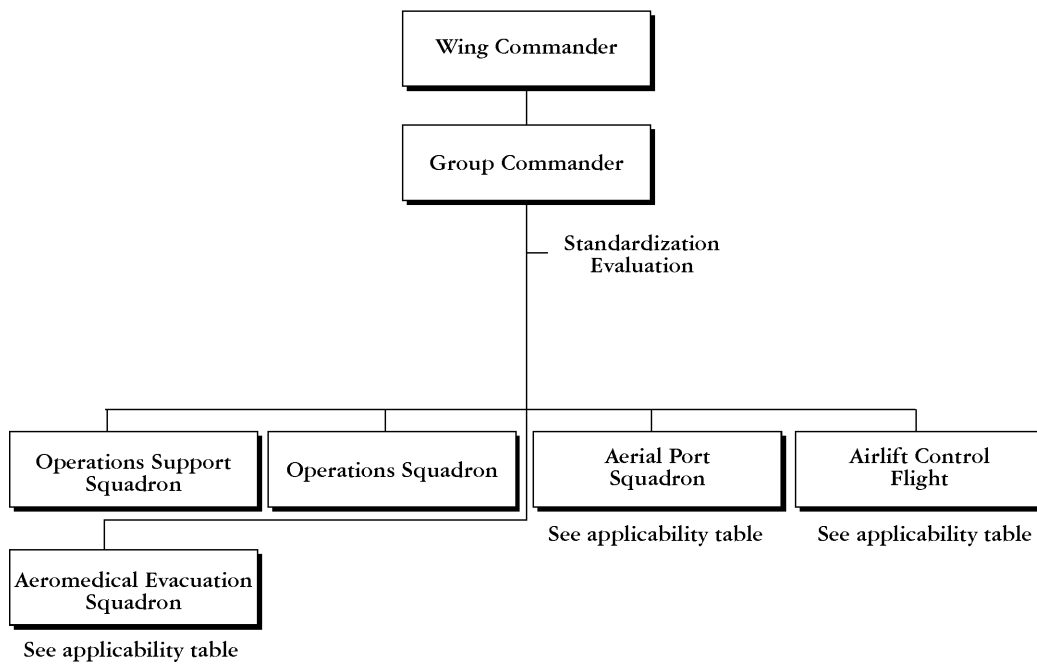 Wing Commander
Group Commander
Standardization
Evaluation
Operations Support
Squadron
Operations Squadron
Aerial Port
Squadron
See applicability table
Airlift Control
Flight
See applicability table
Aeromedical Evacuation
Squadron
See applicability table